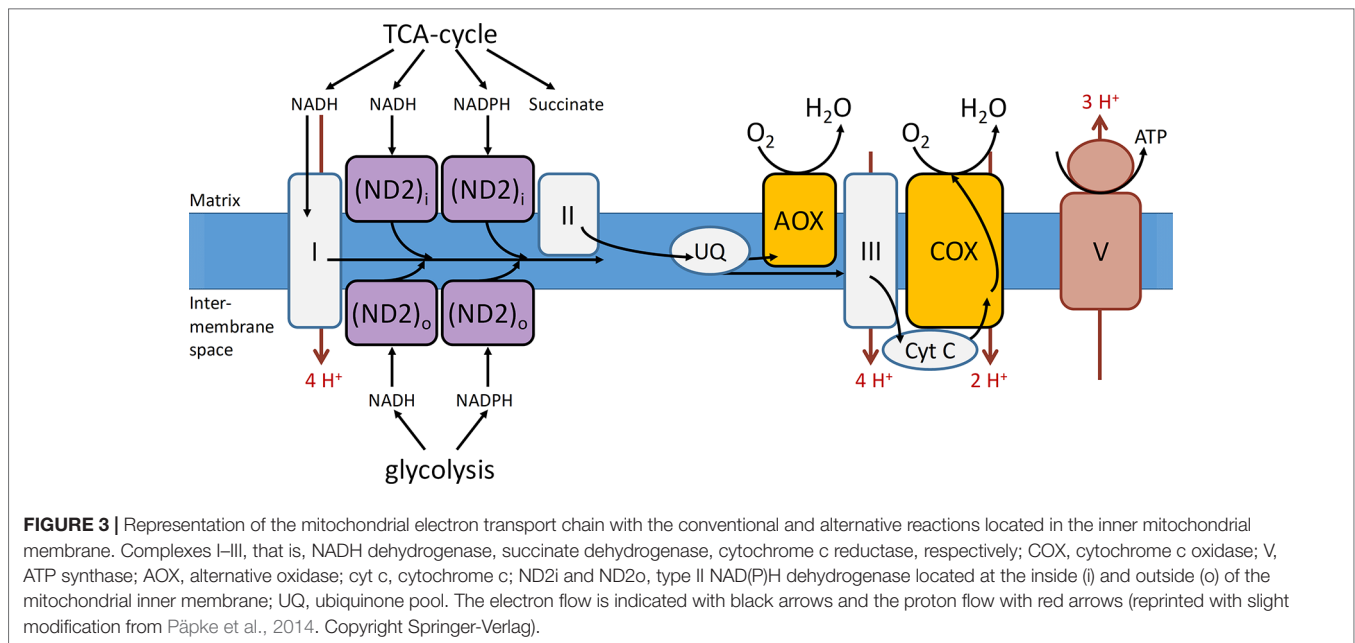 TCA-cycle
NADH NADH NADPH Succinate
H₂O H₂O 3 H⁺
O₂ O₂ ATP
(ND2)i (ND2)i
Matrix
II AOX
I UQ III COX V
Inter-
membrane
space
(ND2)o (ND2)o
Cyt C
4 H⁺ 4 H⁺ 2 H⁺
NADH NADPH
glycolysis
FIGURE 3 | Representation of the mitochondrial electron transport chain with the conventional and alternative reactions located in the inner mitochondrial
membrane. Complexes I–III, that is, NADH dehydrogenase, succinate dehydrogenase, cytochrome c reductase, respectively; COX, cytochrome c oxidase; V,
ATP synthase; AOX, alternative oxidase; cyt c, cytochrome c; ND2i and ND2o, type II NAD(P)H dehydrogenase located at the inside (i) and outside (o) of the
mitochondrial inner membrane; UQ, ubiquinone pool. The electron flow is indicated with black arrows and the proton flow with red arrows (reprinted with slight
modification from Päpke et al., 2014. Copyright Springer-Verlag).